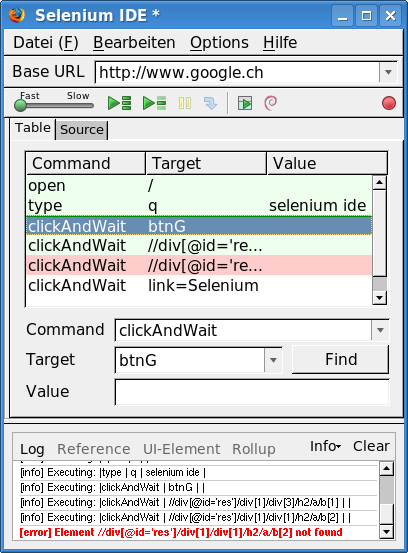 Selenium IDE *
Datei (F) Bearbeiten Options Hilfe
Base URL http://www.google.ch
Fast Slow
Table Source
Command Target Value
open /
type q selenium ide
clickAndWait btnG
clickAndWait //div[@id='re...
clickAndWait //div[@id='re...
clickAndWait link=Selenium
Command clickAndWait
Target btnG Find
Value
Log Reference UI-Element Rollup Info Clear
[info] Executing: |type | q | selenium ide |
[info] Executing: |clickAndWait | btnG | |
[info] Executing: |clickAndWait | //div[@id='res']/div[1]/div[3]/h2/a/b[1] | |
[info] Executing: |clickAndWait | //div[@id='res']/div[1]/div[1]/h2/a/b[2] | |
[error] Element //div[@id='res']/div[1]/div[1]/h2/a/b[2] not found